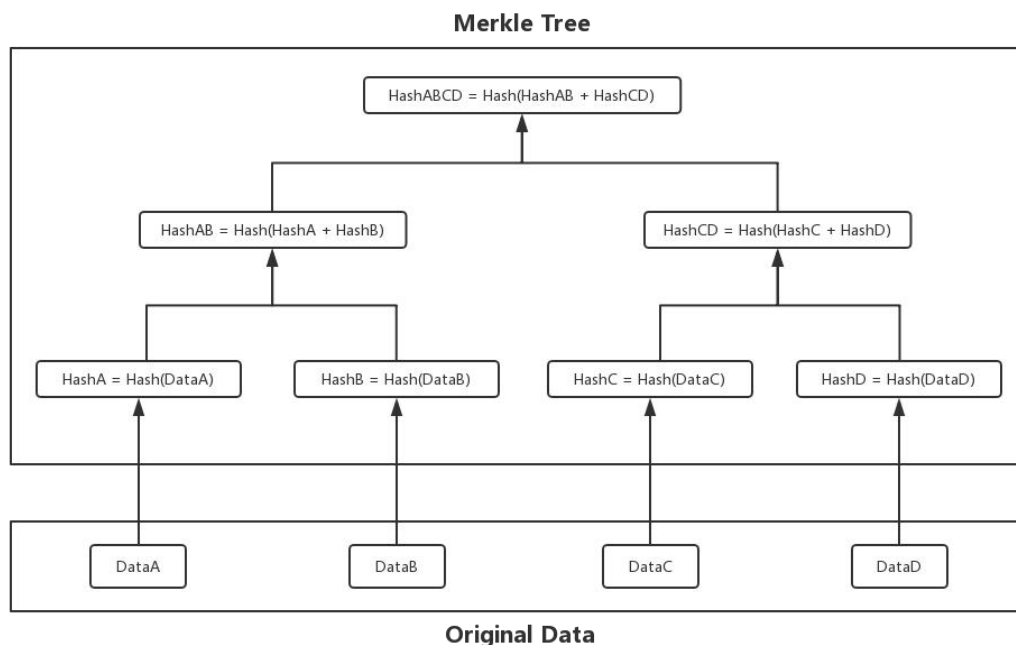 Merkle Tree
HashABCD = Hash(HashAB + HashCD)
HashAB = Hash(HashA + HashB)
HashCD = Hash(HashC + HashD)
HashA = Hash(DataA)
HashB = Hash(DataB)
HashC = Hash(DataC)
HashD = Hash(DataD)
DataA
DataB
DataC
DataD
Original Data